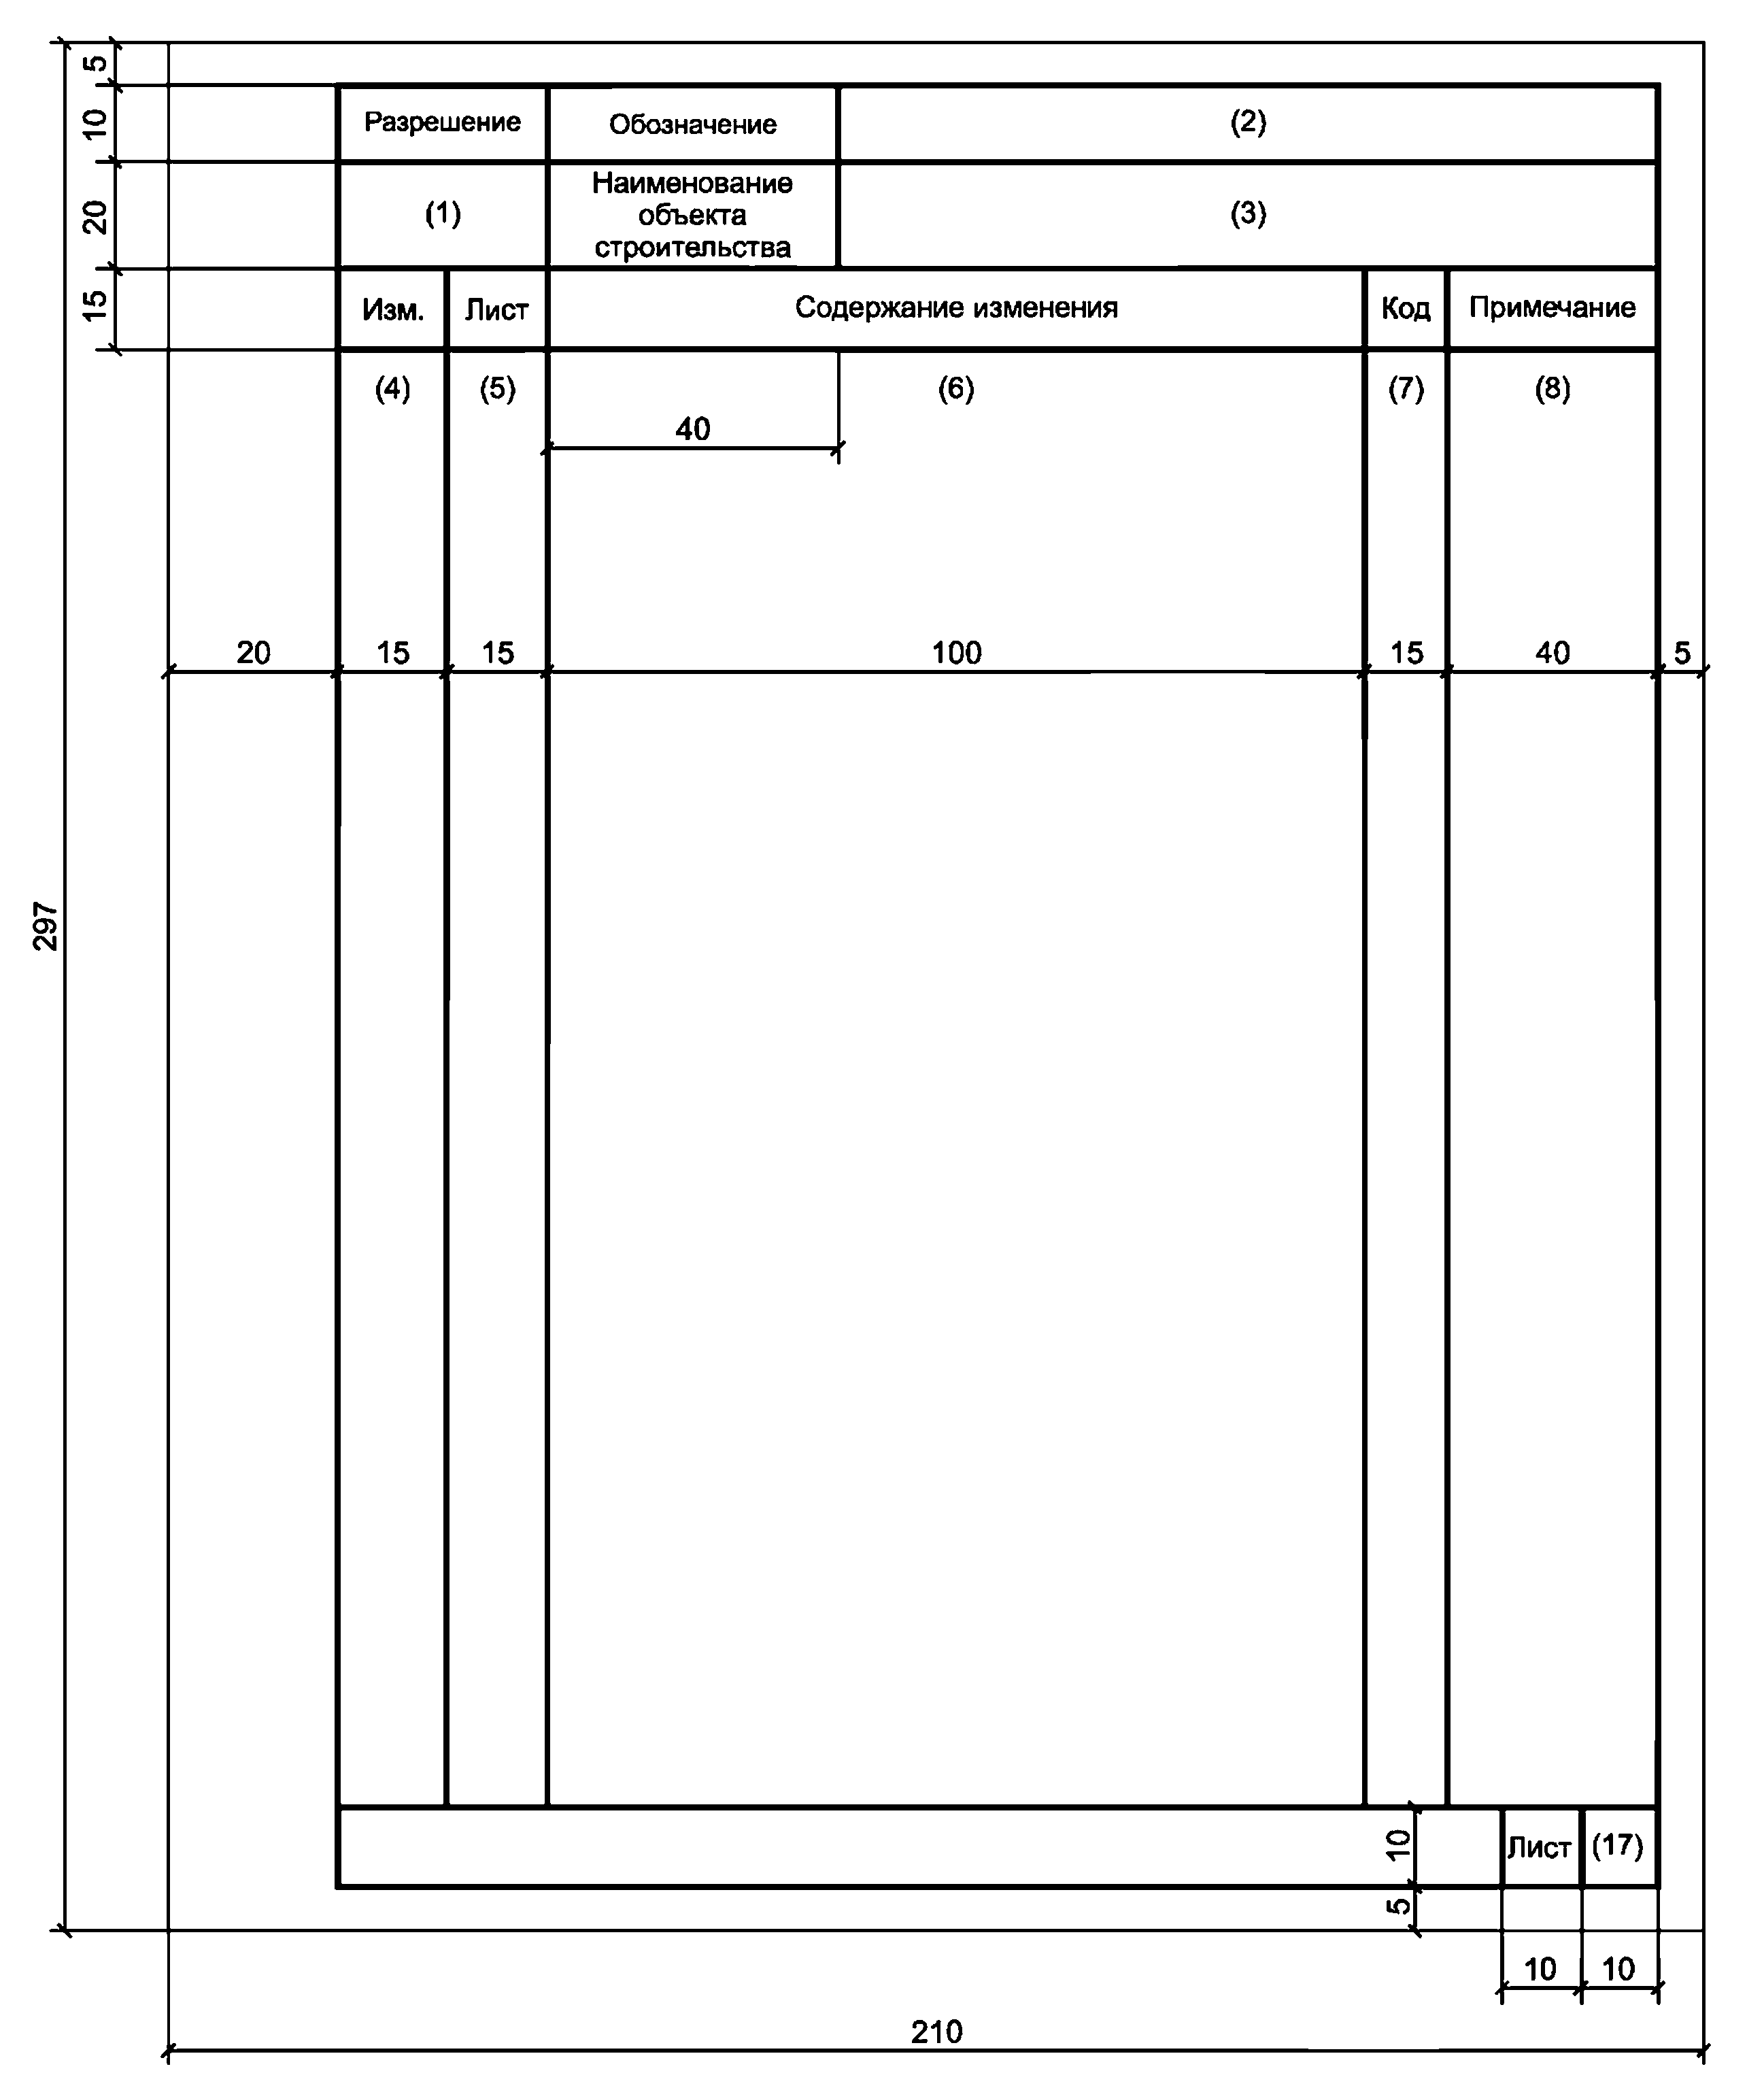 5
10
Разрешение
Обозначение
(2)
20
(1)
Наименование
объекта
строительства
(3)
15
Изм.
Лист
Содержание изменения
Код
Примечание
(4)
(5)
(6)
(7)
(8)
40
20
15
15
100
15
40
5
297
10
Лист
(17)
5
10
10
210